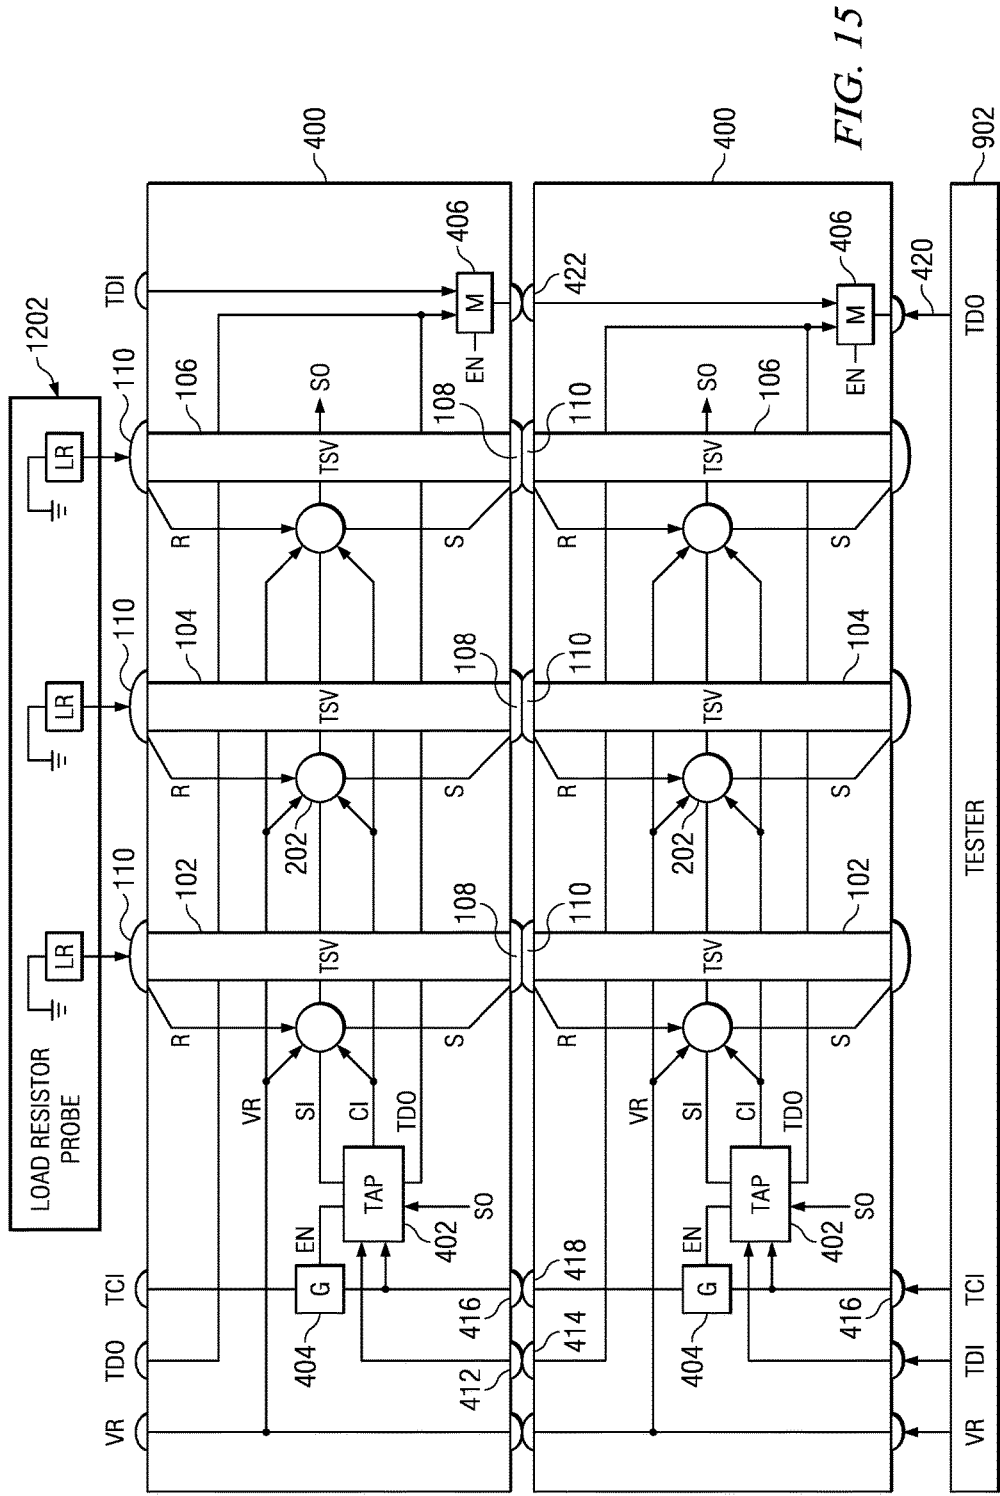 1202
LOAD RESISTOR
PROBE
LR
LR
LR
VR
TDO
TCI
110
110
110
TDI
R
102
R
104
R
106
VR
202
400
404
G
EN
SI
TSV
TSV
TSV
SO
TAP
CI
TDO
402
SO
S
S
S
EN
M
406
412
416
108
108
108
414
418
110
110
110
422
R
102
R
104
R
106
VR
202
400
404
G
EN
SI
TSV
TSV
TSV
SO
TAP
CI
TDO
402
SO
S
S
S
EN
M
406
416
420
VR
TDI
TCI
TESTER
TDO
902
FIG. 15